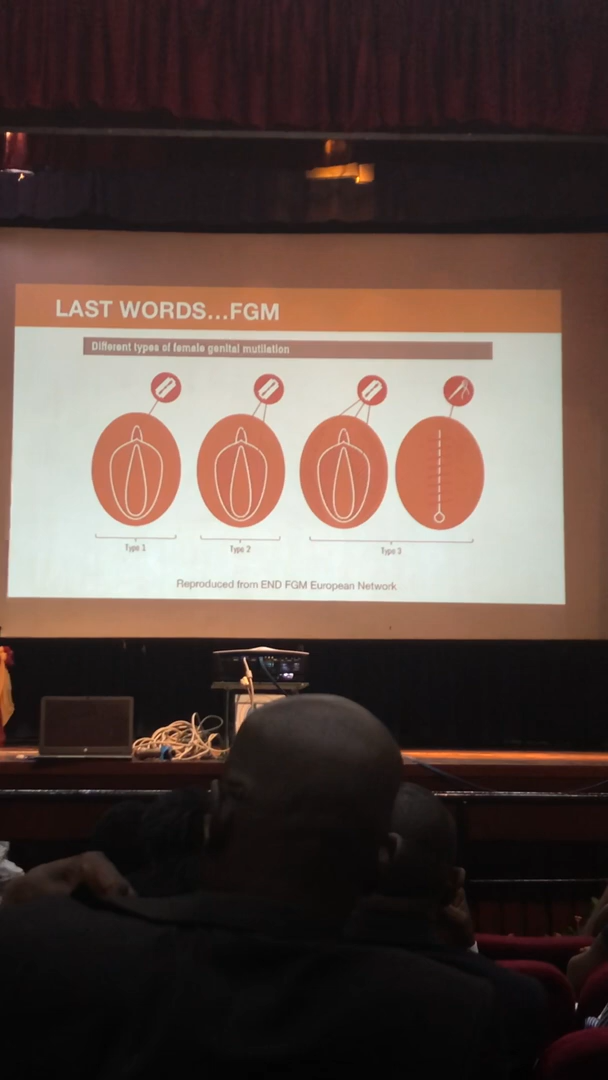 LAST WORDS...FGM
Different types of female genital mutilation
Type 1
Type 2
Type 3
Reproduced from END FGM European Network